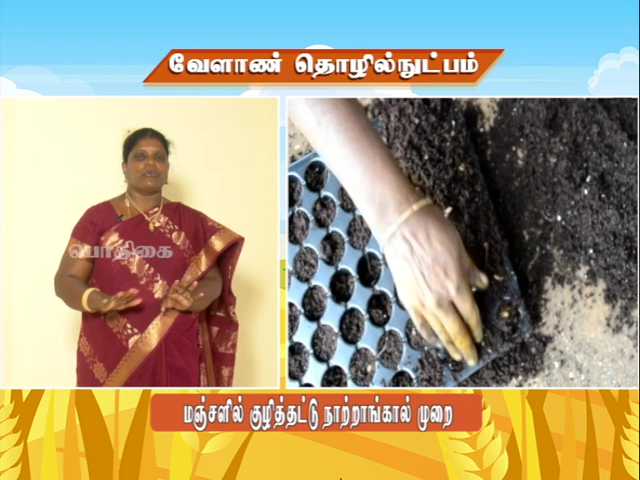 வேளாண் தொழில்நுட்பம்
பொதிகை
மஞ்சளில் குழித்தட்டு நாற்றாங்கால் முறை